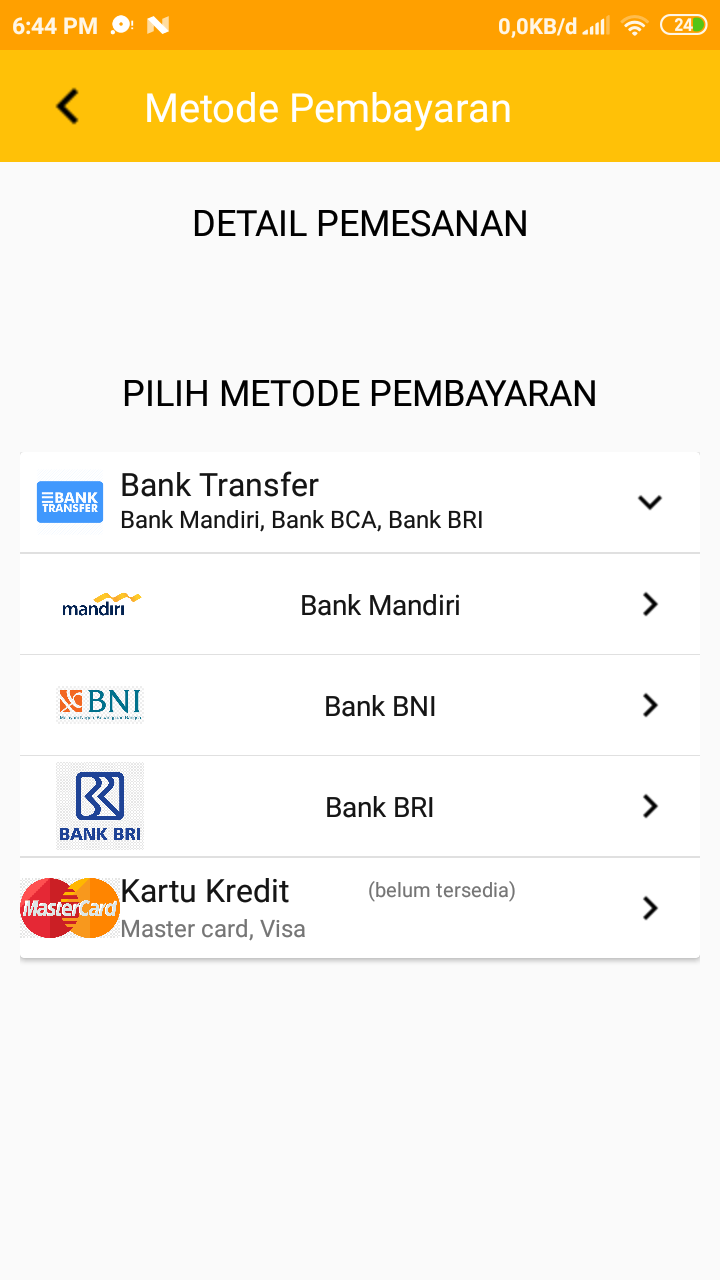 6:44 PM 0,0KB/d 24
Metode Pembayaran
DETAIL PEMESANAN
PILIH METODE PEMBAYARAN
BANK TRANSFER
Bank Transfer
Bank Mandiri, Bank BCA, Bank BRI
mandiri Bank Mandiri
BNI Bank BNI
BANK BRI Bank BRI
MasterCard Kartu Kredit (belum tersedia)
Master card, Visa